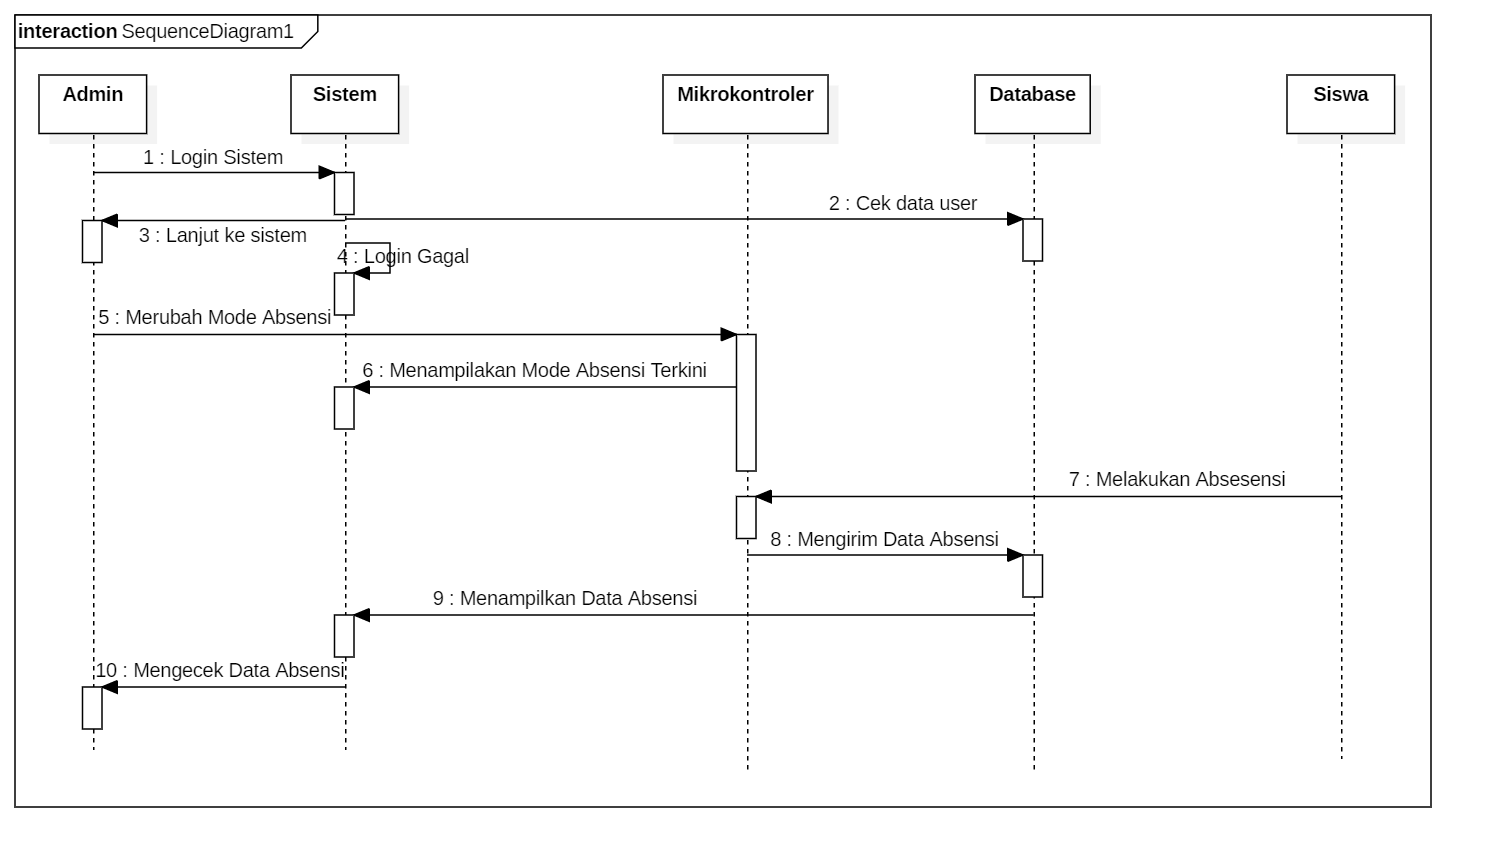 interaction SequenceDiagram1
Admin
Sistem
Mikrokontroler
Database
Siswa
1 : Login Sistem
2 : Cek data user
3 : Lanjut ke sistem
4 : Login Gagal
5 : Merubah Mode Absensi
6 : Menampilakan Mode Absensi Terkini
7 : Melakukan Absesensi
8 : Mengirim Data Absensi
9 : Menampilkan Data Absensi
10 : Mengecek Data Absensi